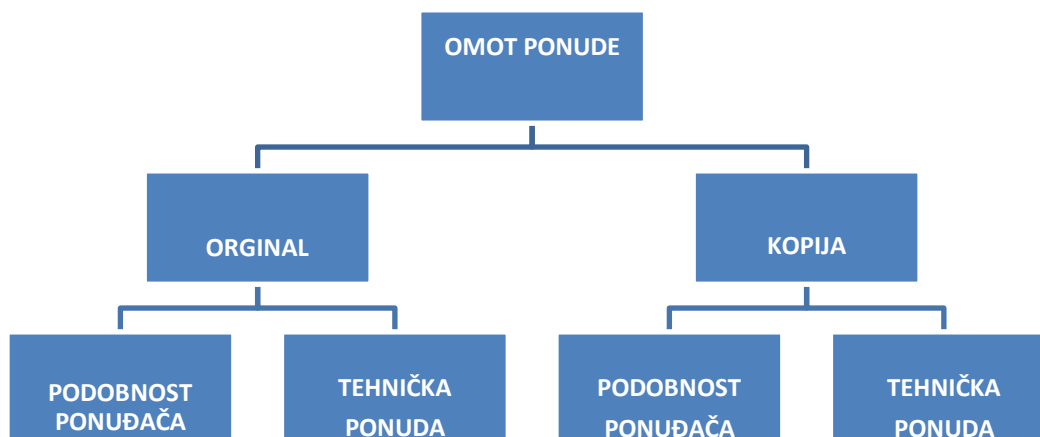 OMOT PONUDE
ORGINAL
KOPIJA
PODOBNOST
PONUĐAČA
TEHNIČKA
PONUDA
PODOBNOST
PONUĐAČA
TEHNIČKA
PONUDA